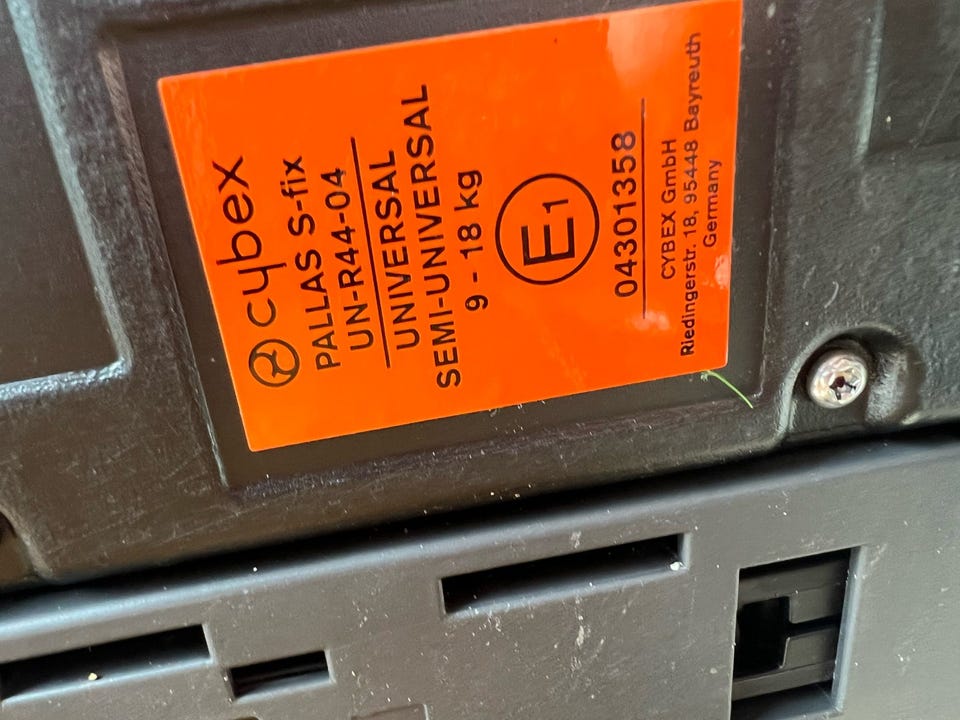 cybex
PALLAS S-fix
UN-R44-04
UNIVERSAL
SEMI-UNIVERSAL
9 - 18 kg
E1
04301358
CYBEX GmbH
Riedingerstr. 18, 95448 Bayreuth
Germany